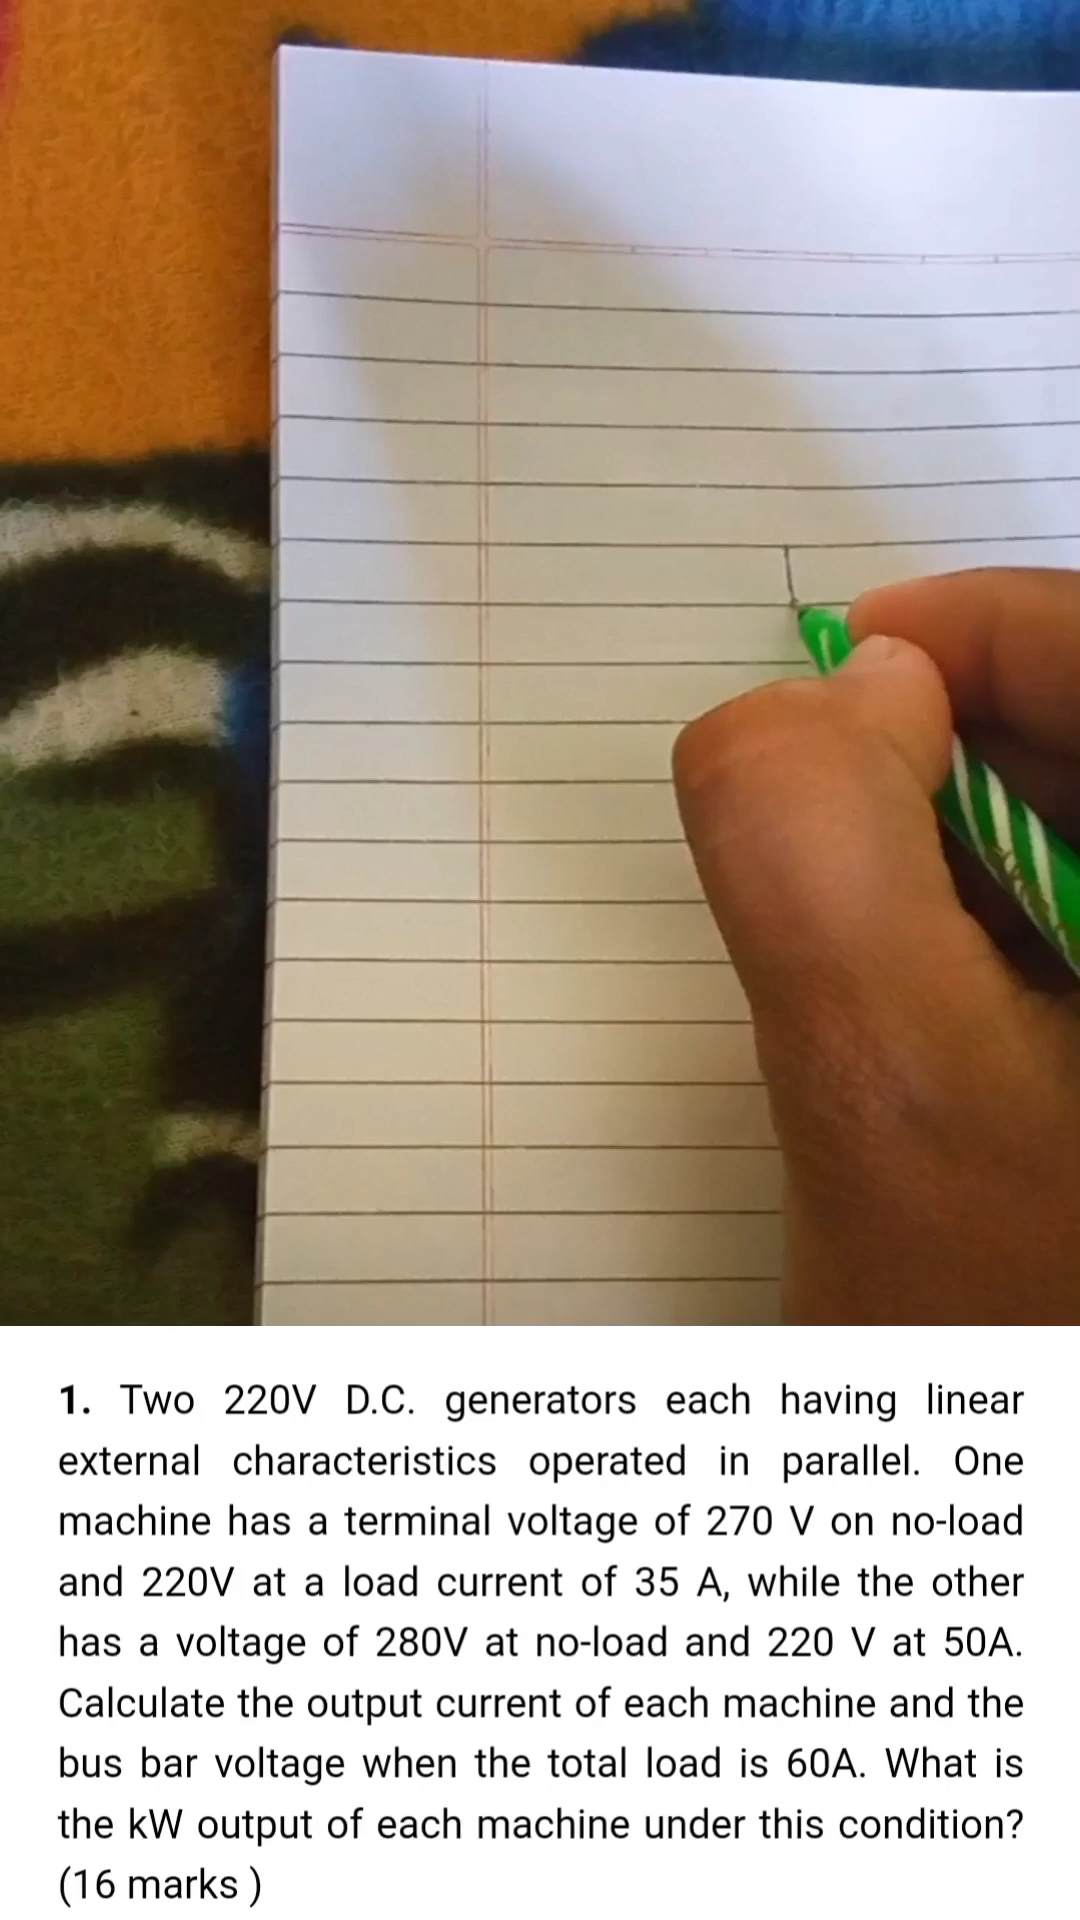 1. Two 220V D.C. generators each having linear
external characteristics operated in parallel. One
machine has a terminal voltage of 270 V on no-load
and 220V at a load current of 35 A, while the other
has a voltage of 280V at no-load and 220 V at 50A.
Calculate the output current of each machine and the
bus bar voltage when the total load is 60A. What is
the kW output of each machine under this condition?
(16 marks )